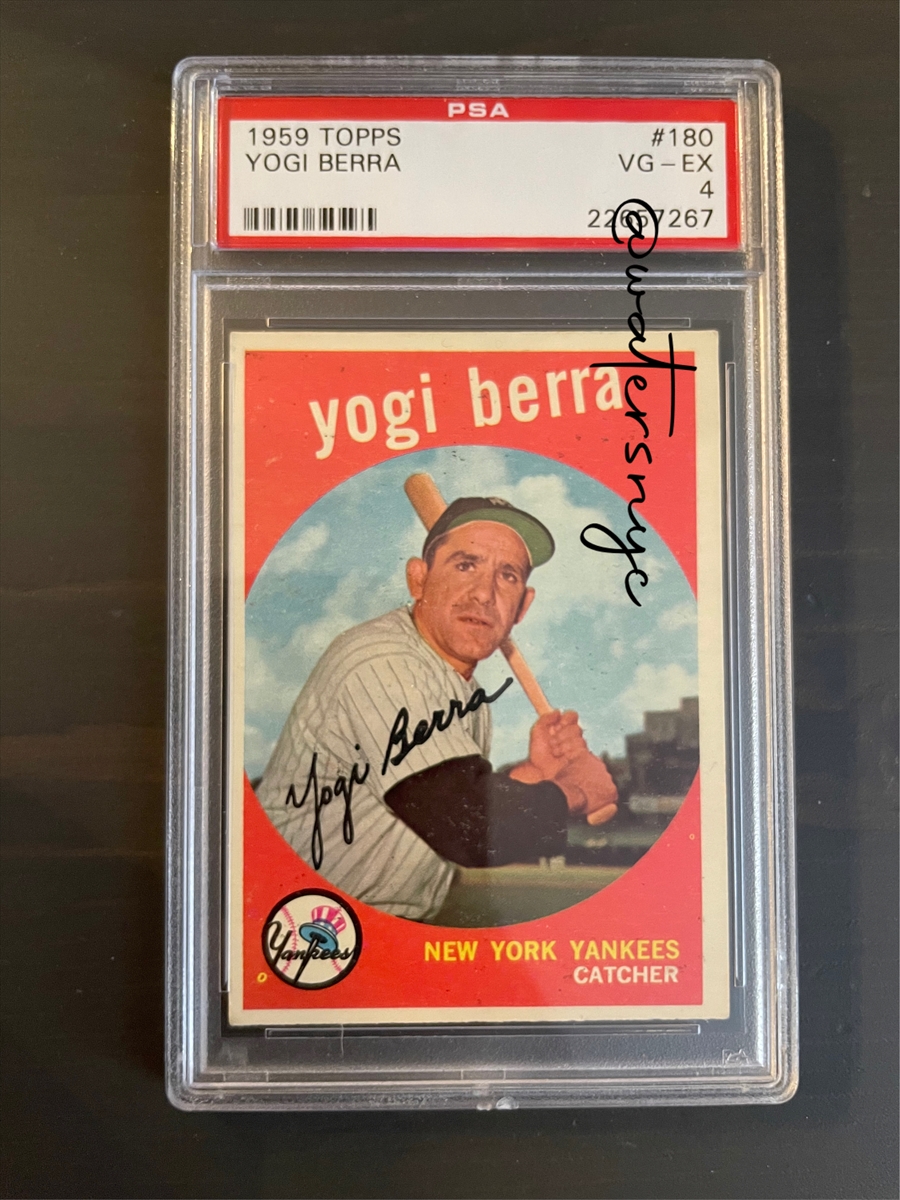 PSA
1959 TOPPS #180
YOGI BERRA VG-EX
4
22657267
@watersnyc
yogi berra
Yogi Berra
Yankees
NEW YORK YANKEES
CATCHER